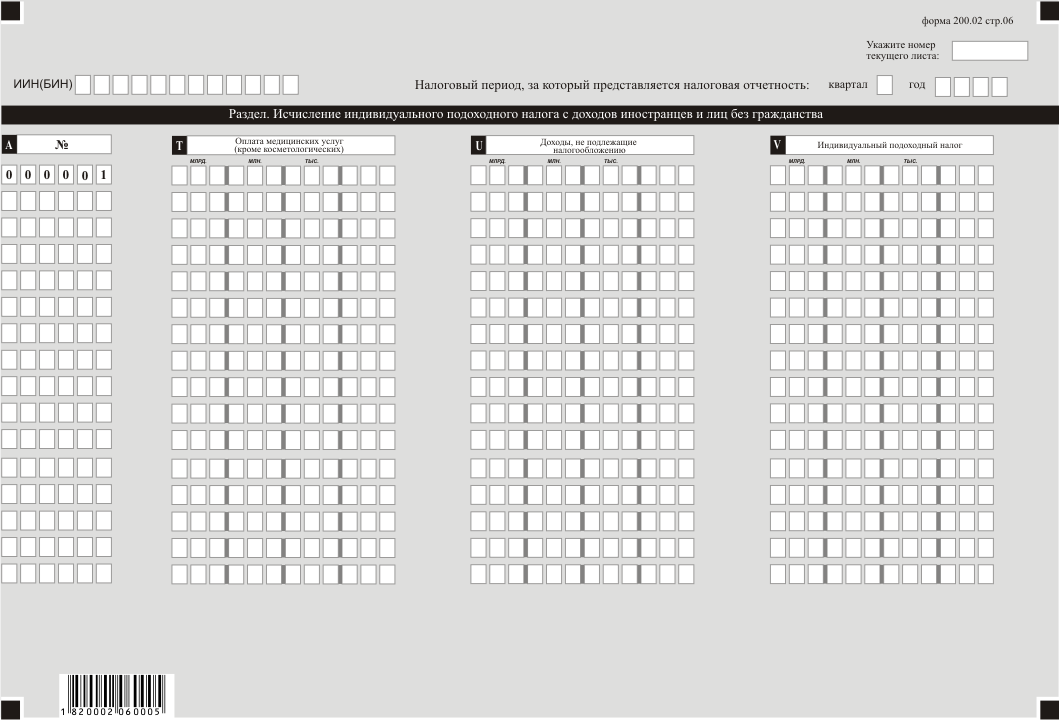 форма 200.02 стр.06
Укажите номер
текущего листа:
ИИН(БИН)
Налоговый период, за который представляется налоговая отчетность: квартал год
Раздел. Исчисление индивидуального подоходного налога с доходов иностранцев и лиц без гражданства
A №
T Оплата медицинских услуг
(кроме косметологических)
U Доходы, не подлежащие
налогообложению
V Индивидуальный подоходный налог
МЛРД. МЛН. ТЫС. МЛРД. МЛН. ТЫС. МЛРД. МЛН. ТЫС.
0 0 0 0 0 1
1 820002 060005